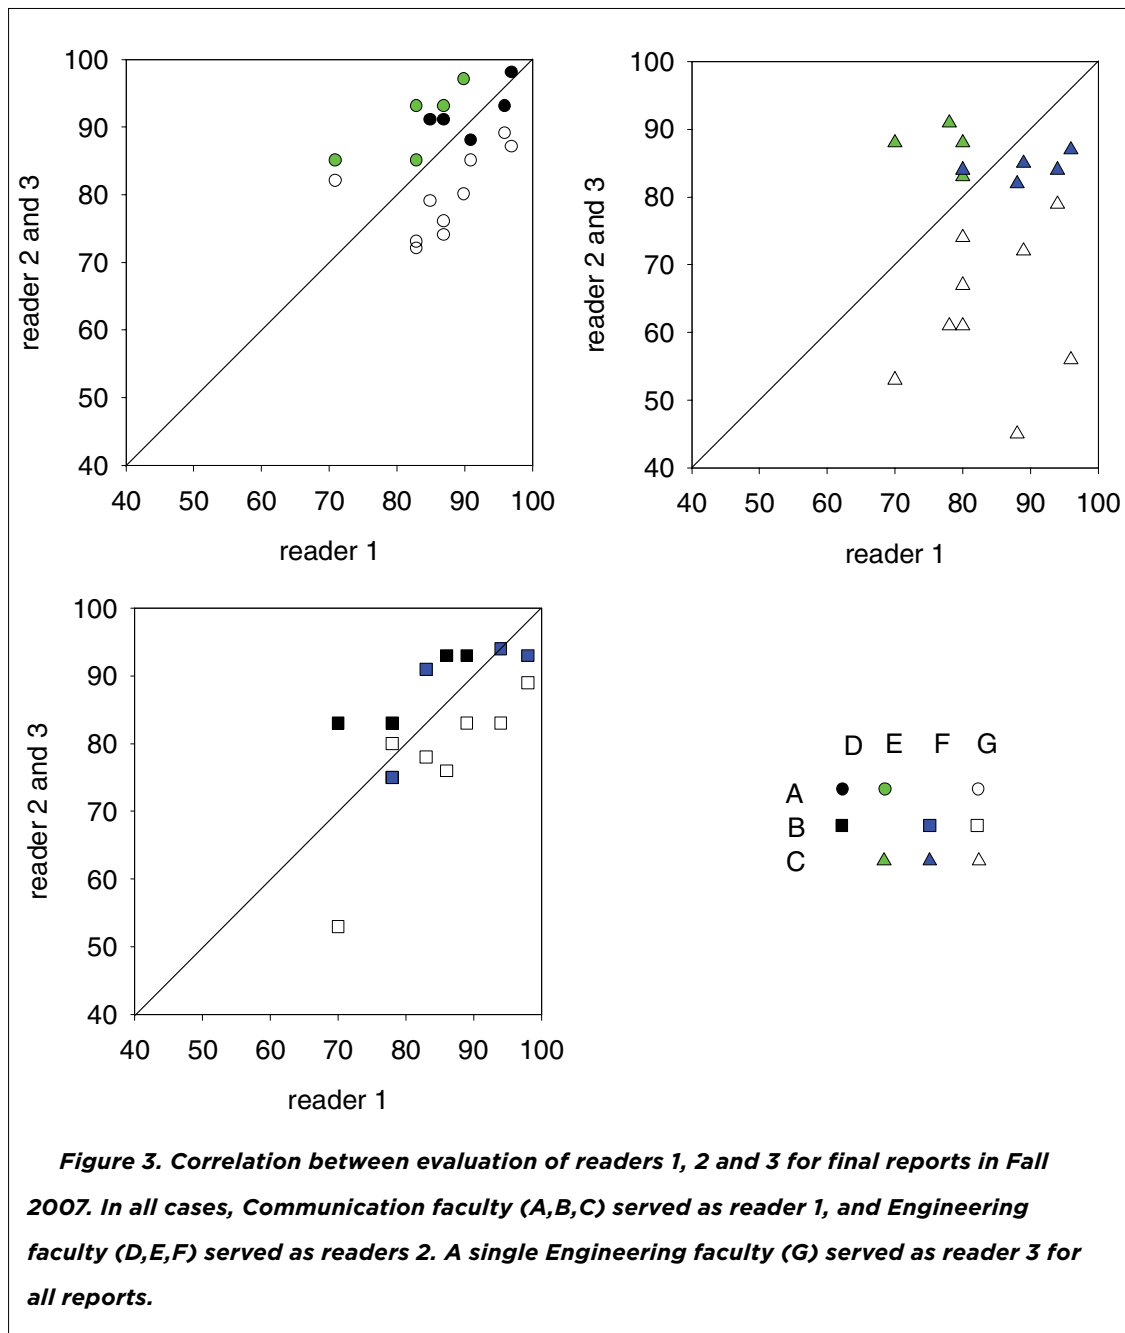 100
90
80
70
60
50
40
reader 2 and 3
40 50 60 70 80 90 100
reader 1
100
90
80
70
60
50
40
reader 2 and 3
40 50 60 70 80 90 100
reader 1
100
90
80
70
60
50
40
reader 2 and 3
40 50 60 70 80 90 100
reader 1
D E F G
A
B
C
Figure 3. Correlation between evaluation of readers 1, 2 and 3 for final reports in Fall
2007. In all cases, Communication faculty (A,B,C) served as reader 1, and Engineering
faculty (D,E,F) served as readers 2. A single Engineering faculty (G) served as reader 3 for
all reports.